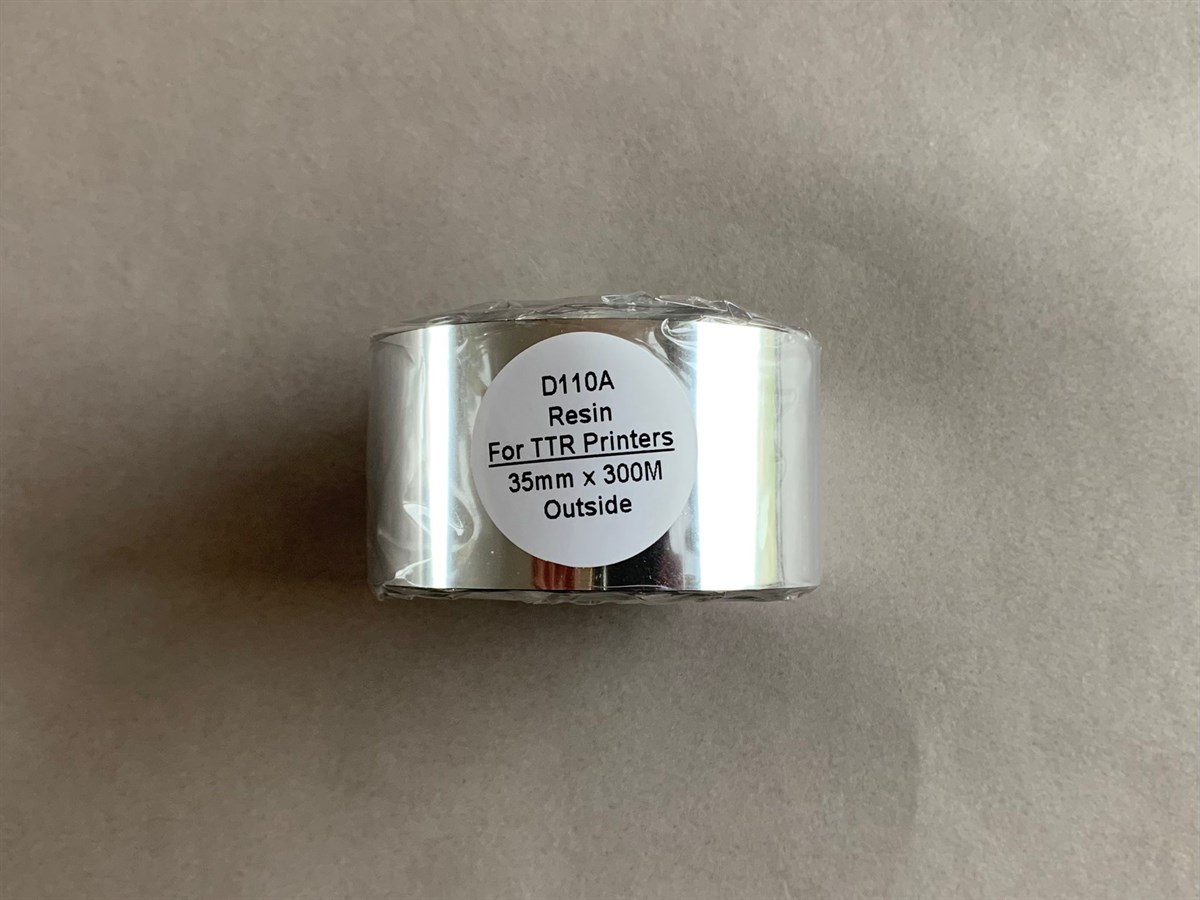 D110A
Resin
For TTR Printers
35mm x 300M
Outside